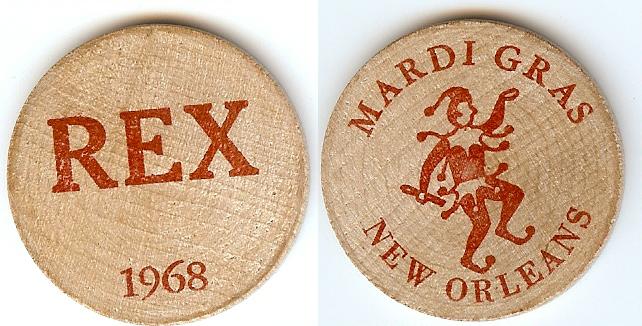 REX
1968
MARDI GRAS
NEW ORLEANS